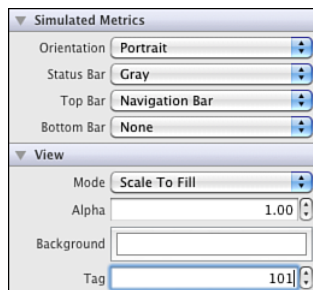 Simulated Metrics
Orientation Portrait
Status Bar Gray
Top Bar Navigation Bar
Bottom Bar None
View
Mode Scale To Fill
Alpha 1.00
Background
Tag 101